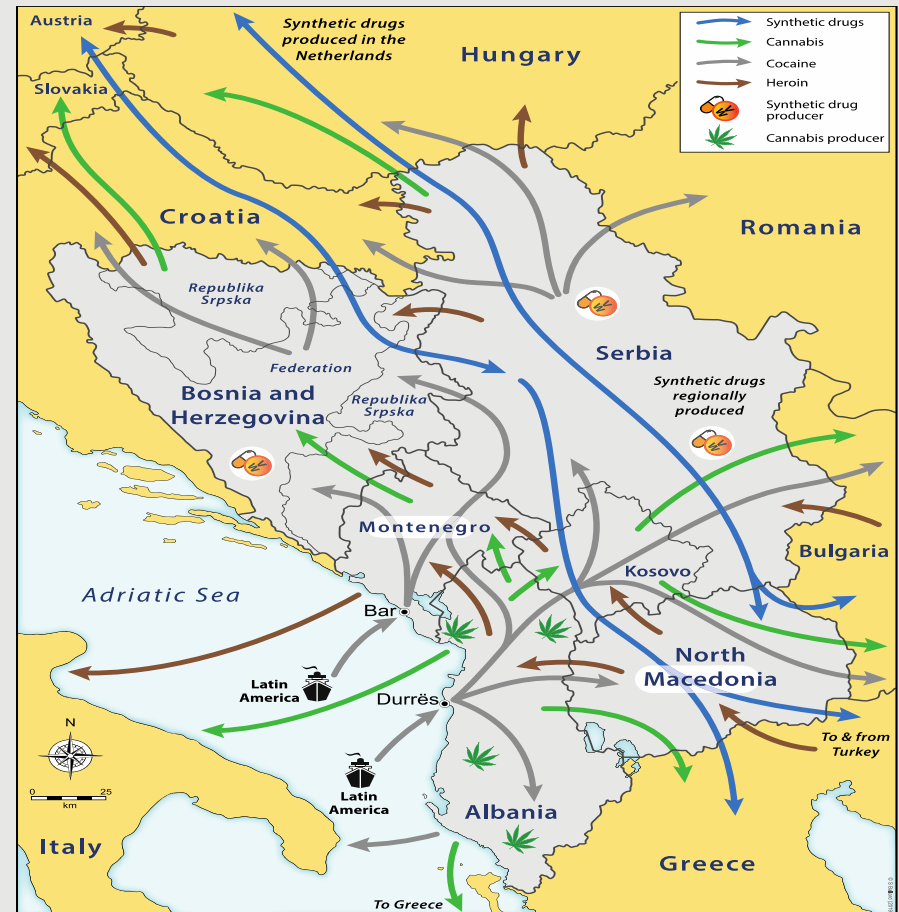 Austria
Synthetic drugs
produced in the
Netherlands
Hungary
Synthetic drugs
Cannabis
Cocaine
Heroin
Synthetic drug
producer
Cannabis producer
Slovakia
Croatia
Romania
Republika
Srpska
Serbia
Federation
Synthetic drugs
regionally
produced
Bosnia and
Herzegovina
Republika
Srpska
Montenegro
Bulgaria
Kosovo
Adriatic Sea
Bar
North
Macedonia
Latin
America
Durrës
N
To & from
Turkey
0
25
km
Latin
America
Albania
Italy
Greece
To Greece